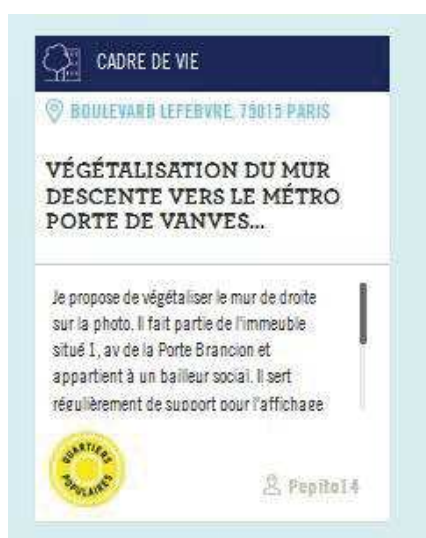 CADRE DE VIE
BOULEVARD LEFEBVRE, 75015 PARIS
VÉGÉTALISATION DU MUR
DESCENTE VERS LE MÉTRO
PORTE DE VANVES...
Je propose de végétaliser le mur de droite
sur la photo. Il fait partie de l'immeuble
situé 1, av de la Porte Brancion et
appartient à un bailleur social. Il sert
régulièrement de support pour l'affichage
QUARTIERS
POPULAIRES
Pepito14